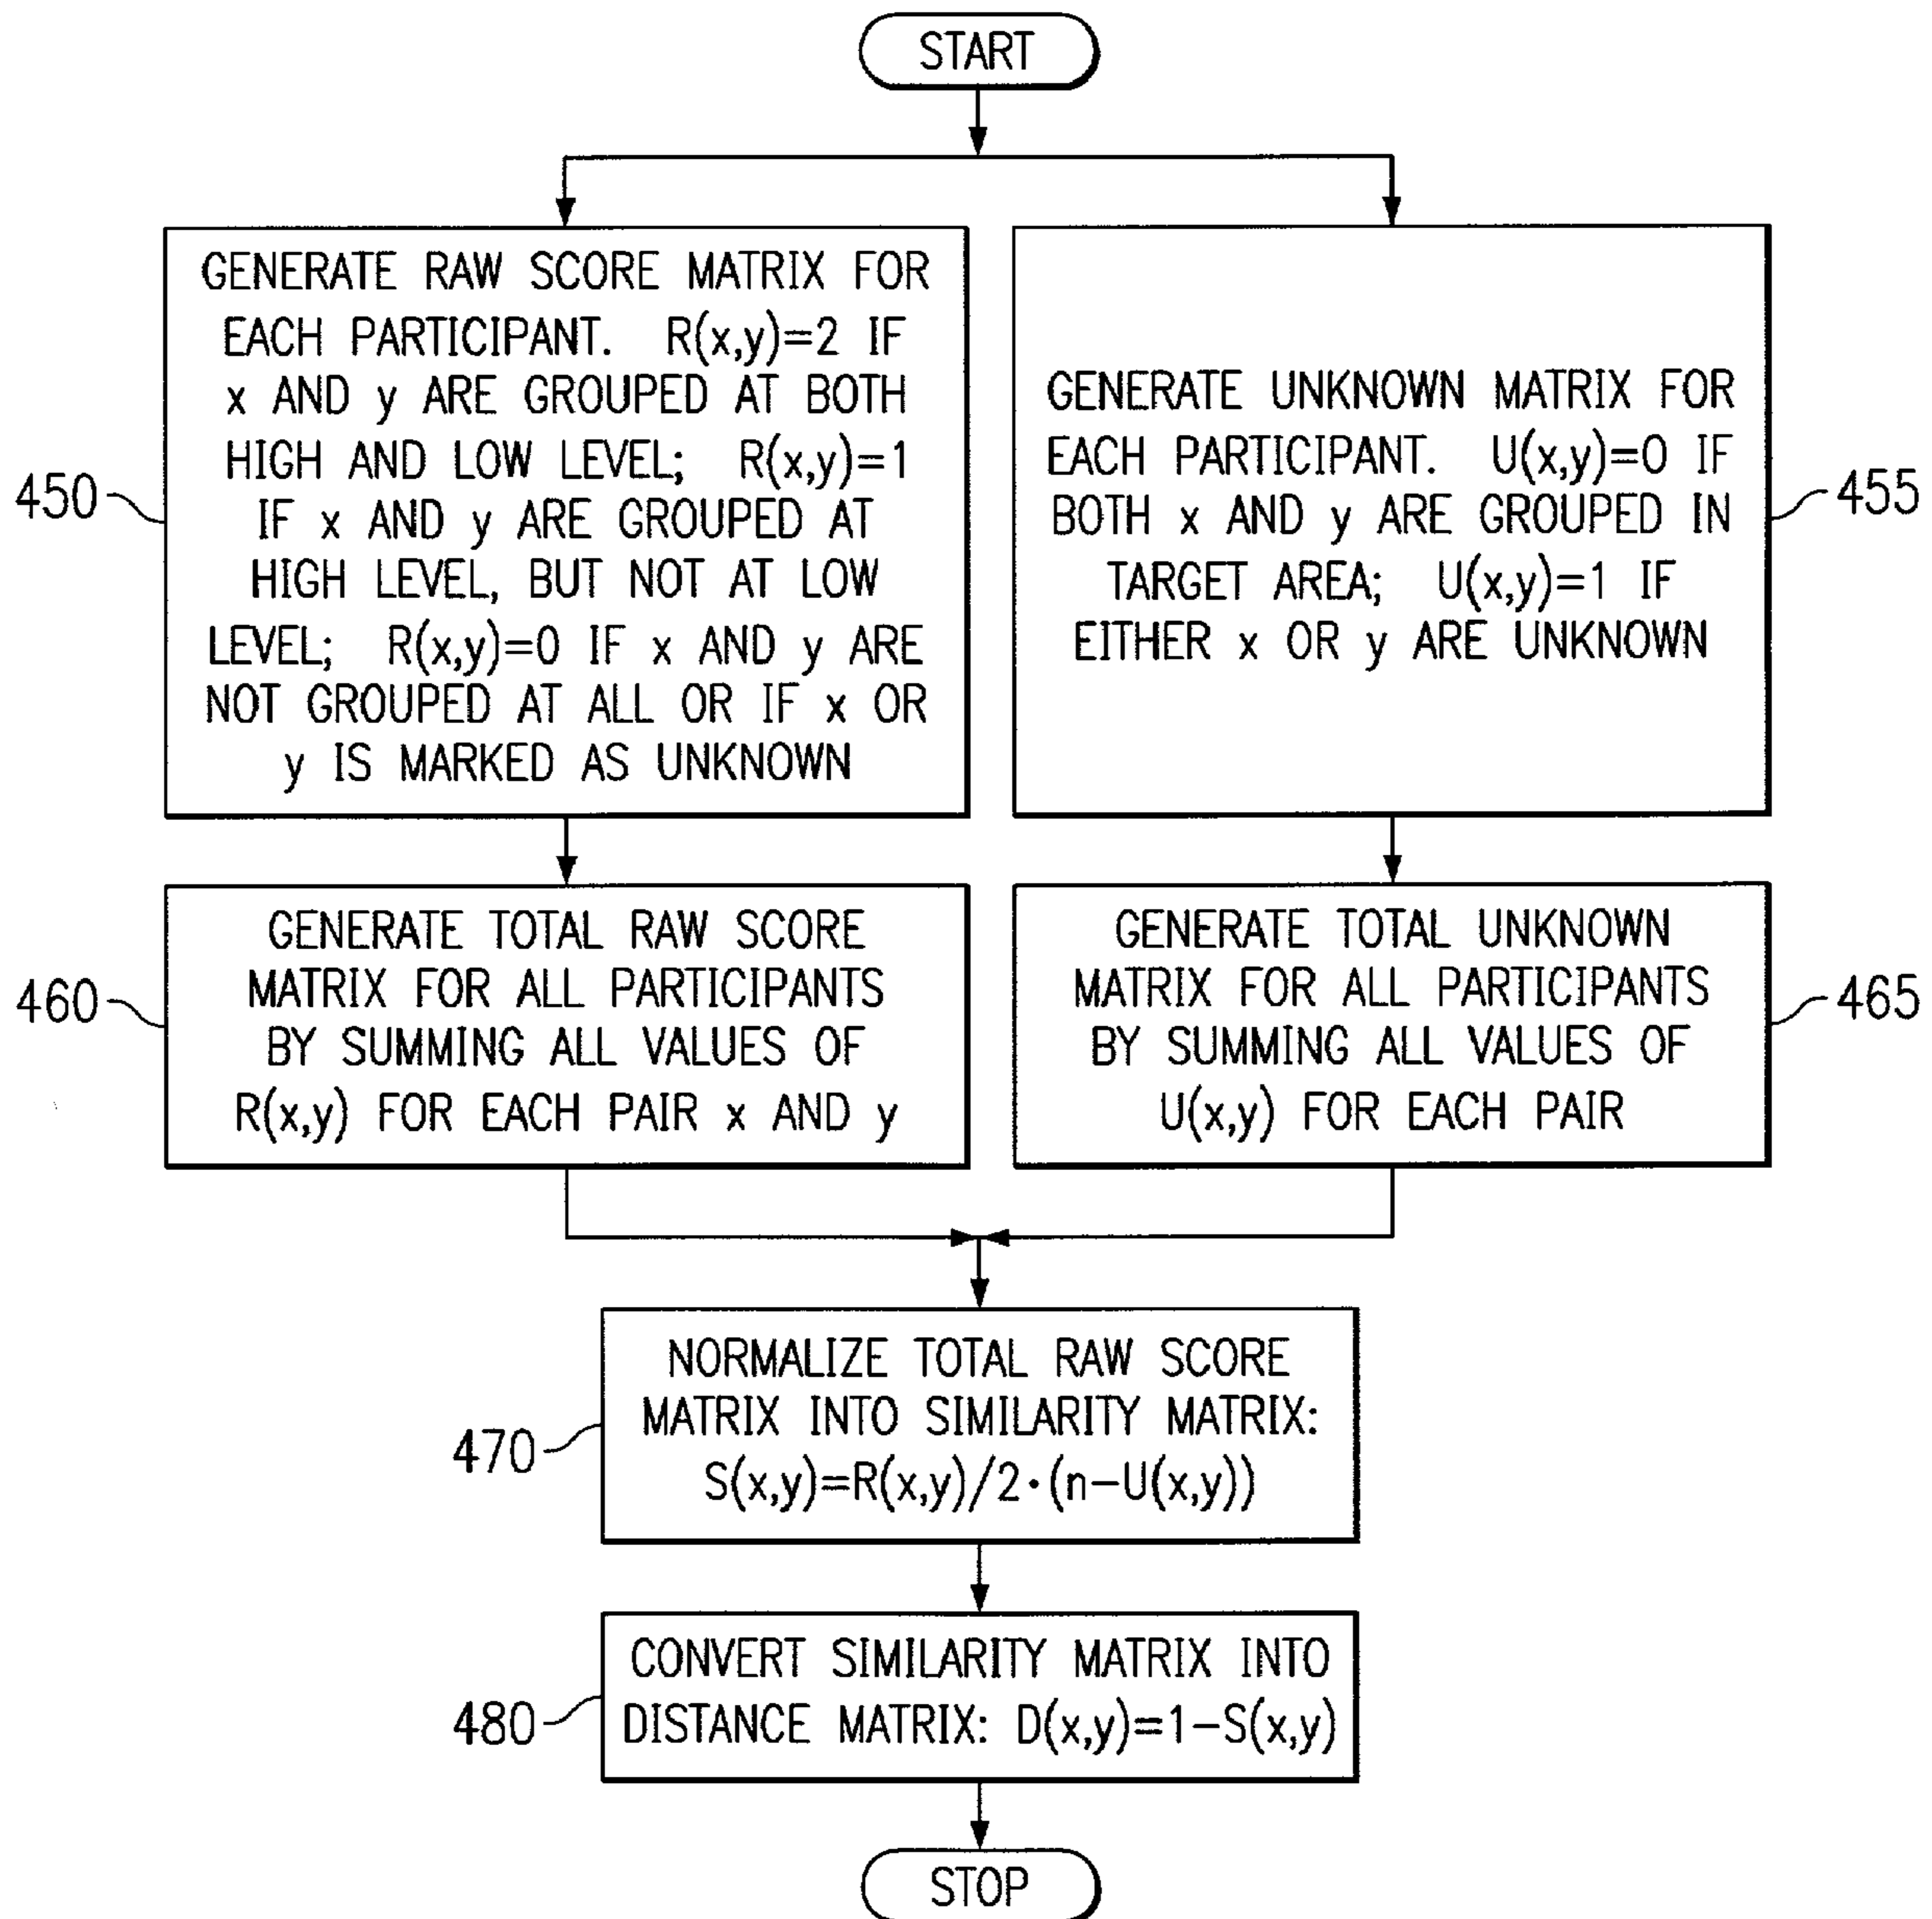 START
GENERATE RAW SCORE MATRIX FOR
EACH PARTICIPANT. R(x,y)=2 IF
x AND y ARE GROUPED AT BOTH
HIGH AND LOW LEVEL; R(x,y)=1
IF x AND y ARE GROUPED AT
HIGH LEVEL, BUT NOT AT LOW
LEVEL; R(x,y)=0 IF x AND y ARE
NOT GROUPED AT ALL OR IF x OR
y IS MARKED AS UNKNOWN
450
GENERATE UNKNOWN MATRIX FOR
EACH PARTICIPANT. U(x,y)=0 IF
BOTH x AND y ARE GROUPED IN
TARGET AREA; U(x,y)=1 IF
EITHER x OR y ARE UNKNOWN
455
GENERATE TOTAL RAW SCORE
MATRIX FOR ALL PARTICIPANTS
BY SUMMING ALL VALUES OF
R(x,y) FOR EACH PAIR x AND y
460
GENERATE TOTAL UNKNOWN
MATRIX FOR ALL PARTICIPANTS
BY SUMMING ALL VALUES OF
U(x,y) FOR EACH PAIR
465
NORMALIZE TOTAL RAW SCORE
MATRIX INTO SIMILARITY MATRIX:
S(x,y)=R(x,y)/2·(n−U(x,y))
470
CONVERT SIMILARITY MATRIX INTO
DISTANCE MATRIX: D(x,y)=1−S(x,y)
480
STOP